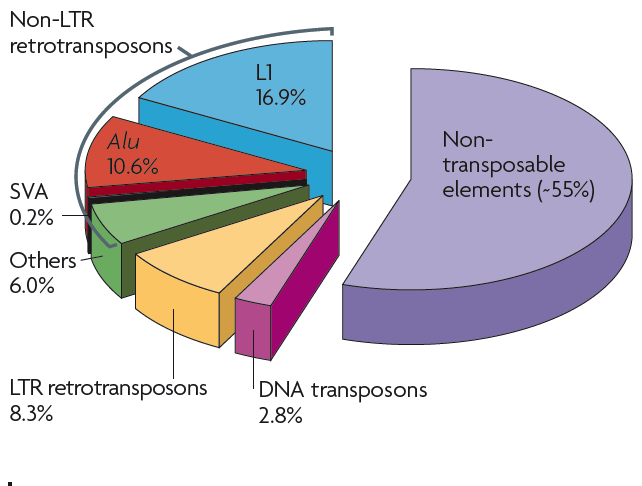 Non-LTR
retrotransposons
L1
16.9%
Alu
10.6%
Non-
transposable
elements (~55%)
SVA
0.2%
Others
6.0%
LTR retrotransposons
8.3%
DNA transposons
2.8%